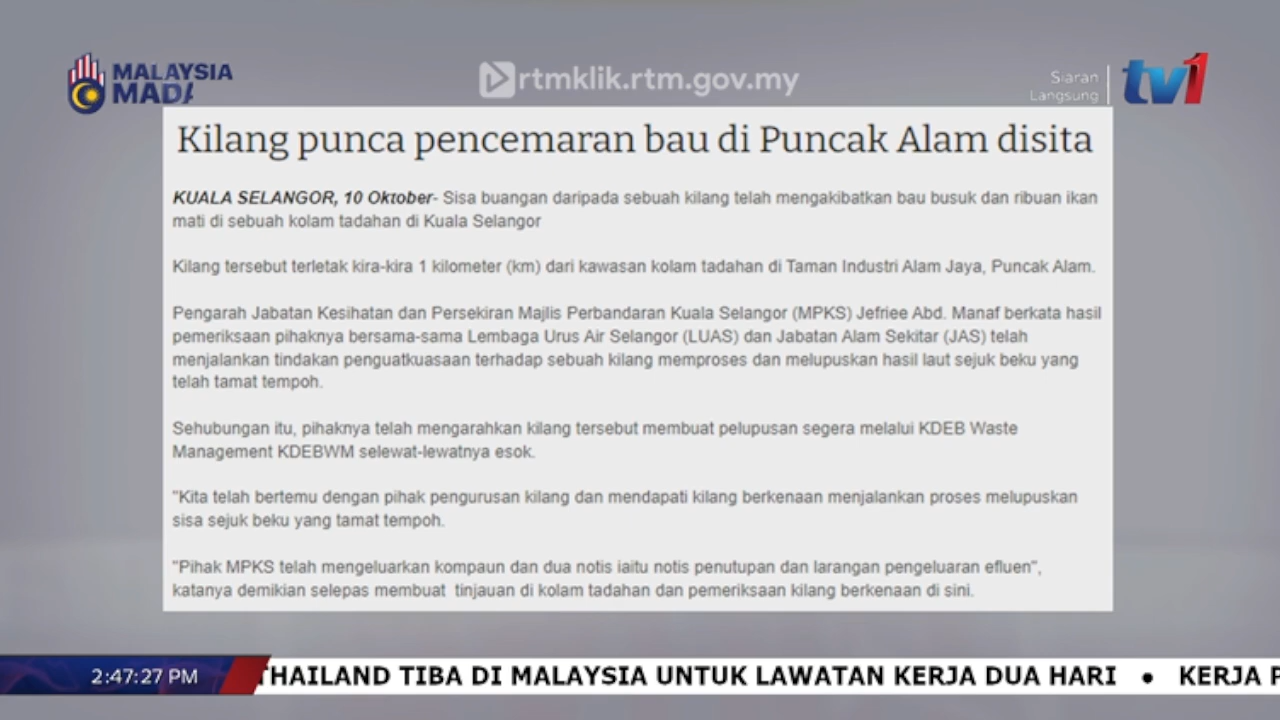 MALAYSIA
MADA
rtmklik.rtm.gov.my
Siaran
Langsung
tv1
Kilang punca pencemaran bau di Puncak Alam disita
KUALA SELANGOR, 10 Oktober- Sisa buangan daripada sebuah kilang telah mengakibatkan bau busuk dan ribuan ikan
mati di sebuah kolam tadahan di Kuala Selangor
Kilang tersebut terletak kira-kira 1 kilometer (km) dari kawasan kolam tadahan di Taman Industri Alam Jaya, Puncak Alam.
Pengarah Jabatan Kesihatan dan Persekiran Majlis Perbandaran Kuala Selangor (MPKS) Jefriee Abd. Manaf berkata hasil
pemeriksaan pihaknya bersama-sama Lembaga Urus Air Selangor (LUAS) dan Jabatan Alam Sekitar (JAS) telah
menjalankan tindakan penguatkuasaan terhadap sebuah kilang memproses dan melupuskan hasil laut sejuk beku yang
telah tamat tempoh.
Sehubungan itu, pihaknya telah mengarahkan kilang tersebut membuat pelupusan segera melalui KDEB Waste
Management KDEBWM selewat-lewatnya esok.
"Kita telah bertemu dengan pihak pengurusan kilang dan mendapati kilang berkenaan menjalankan proses melupuskan
sisa sejuk beku yang tamat tempoh.
"Pihak MPKS telah mengeluarkan kompaun dan dua notis iaitu notis penutupan dan larangan pengeluaran efluen",
katanya demikian selepas membuat  tinjauan di kolam tadahan dan pemeriksaan kilang berkenaan di sini.
2:47:27 PM
THAILAND TIBA DI MALAYSIA UNTUK LAWATAN KERJA DUA HARI • KERJA P